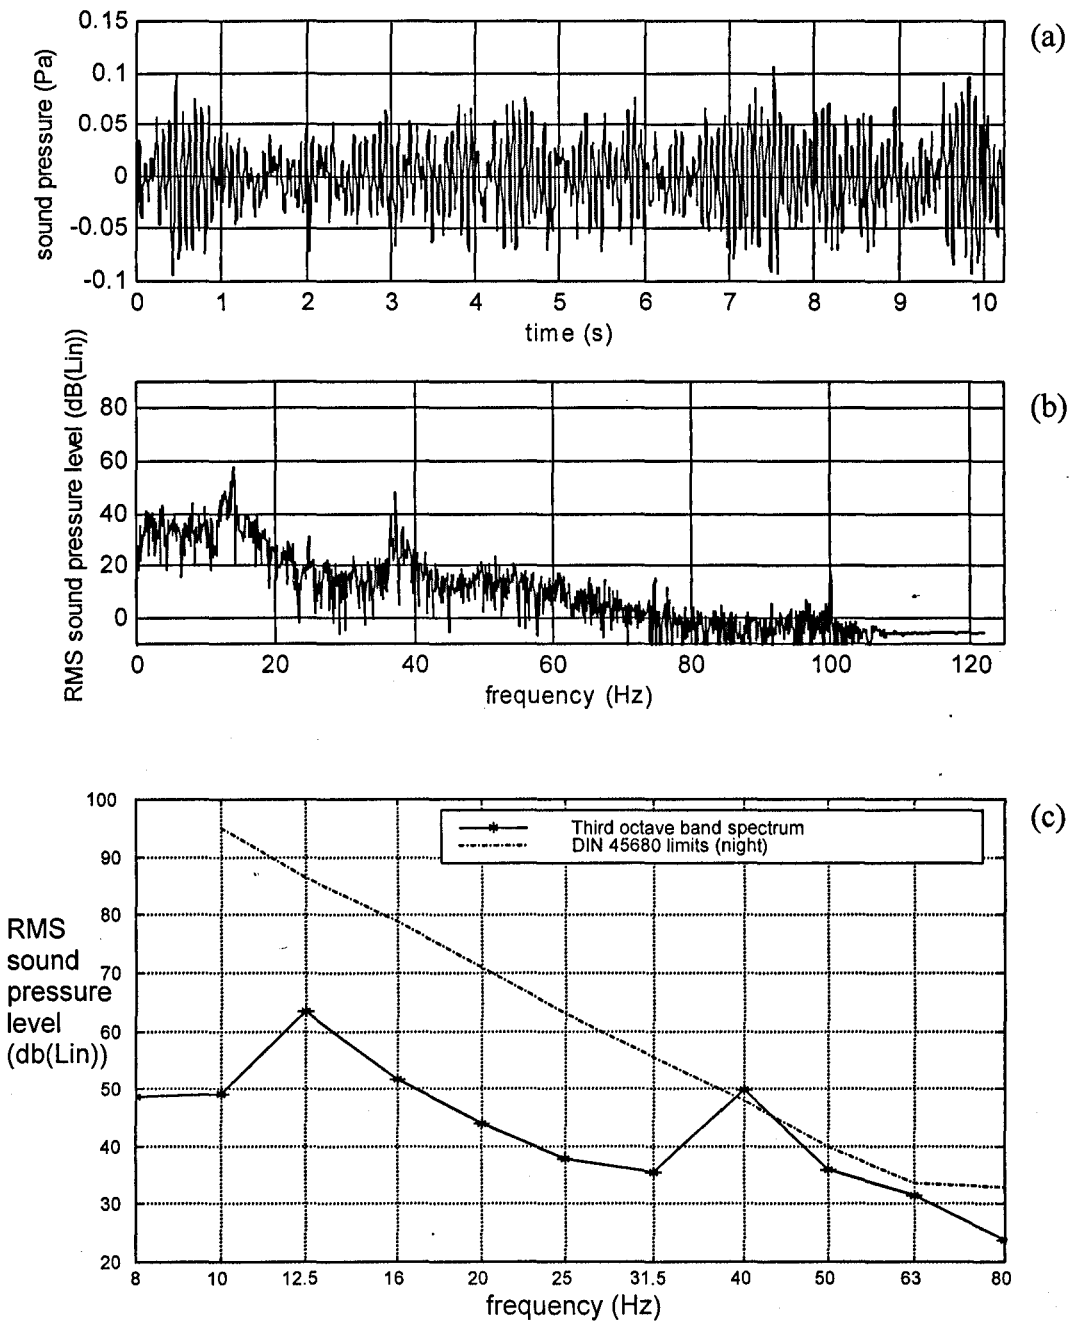 0.15
0.1
0.05
0
-0.05
-0.1
sound pressure (Pa)
0 1 2 3 4 5 6 7 8 9 10
time (s)
(a)
80
60
40
20
0
RMS sound pressure level (dB(Lin))
0 20 40 60 80 100 120
frequency (Hz)
(b)
100
90
80
70
60
50
40
30
20
RMS
sound
pressure
level
(db(Lin))
Third octave band spectrum
DIN 45680 limits (night)
8 10 12.5 16 20 25 31.5 40 50 63 80
frequency (Hz)
(c)